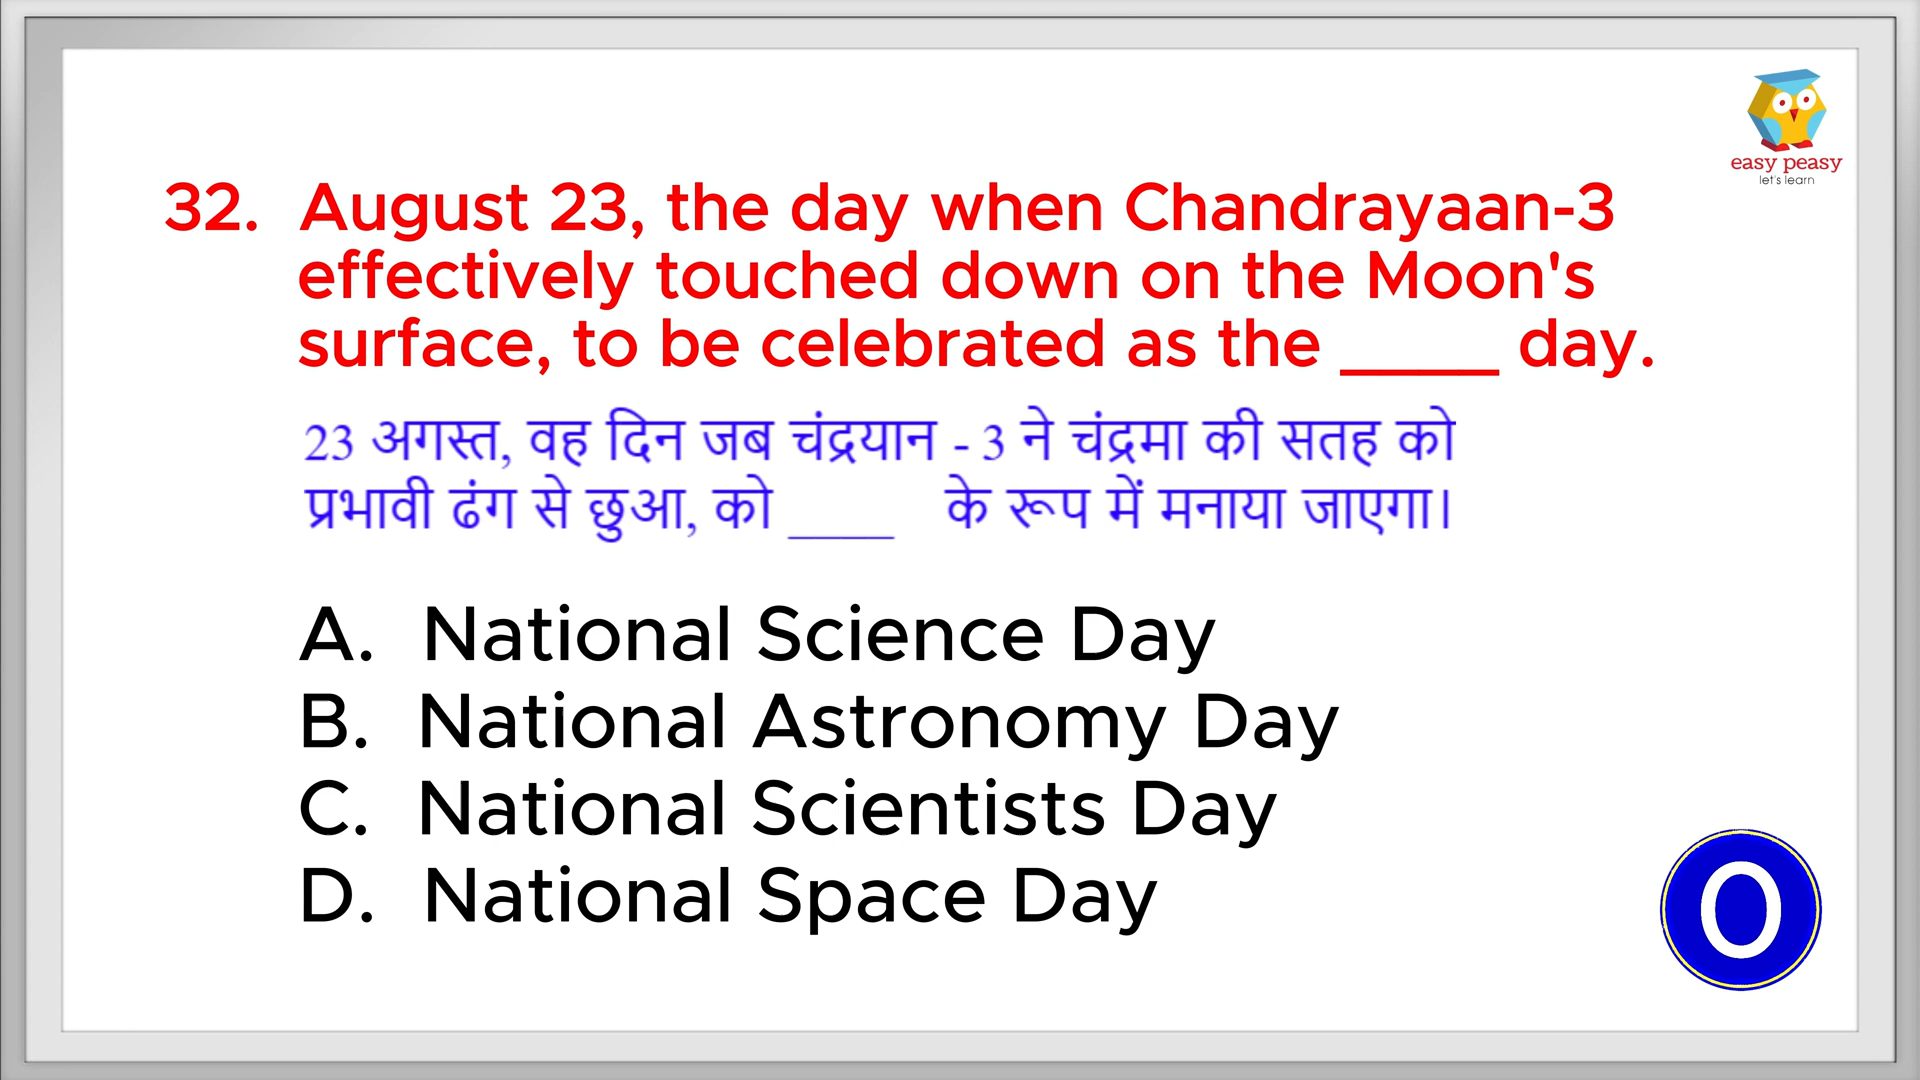 easy peasy
let's learn
32. August 23, the day when Chandrayaan-3
effectively touched down on the Moon's
surface, to be celebrated as the _____ day.
23 अगस्त, वह दिन जब चंद्रयान - 3 ने चंद्रमा की सतह को
प्रभावी ढंग से छुआ, को ____ के रूप में मनाया जाएगा।
A. National Science Day
B. National Astronomy Day
C. National Scientists Day
D. National Space Day
0